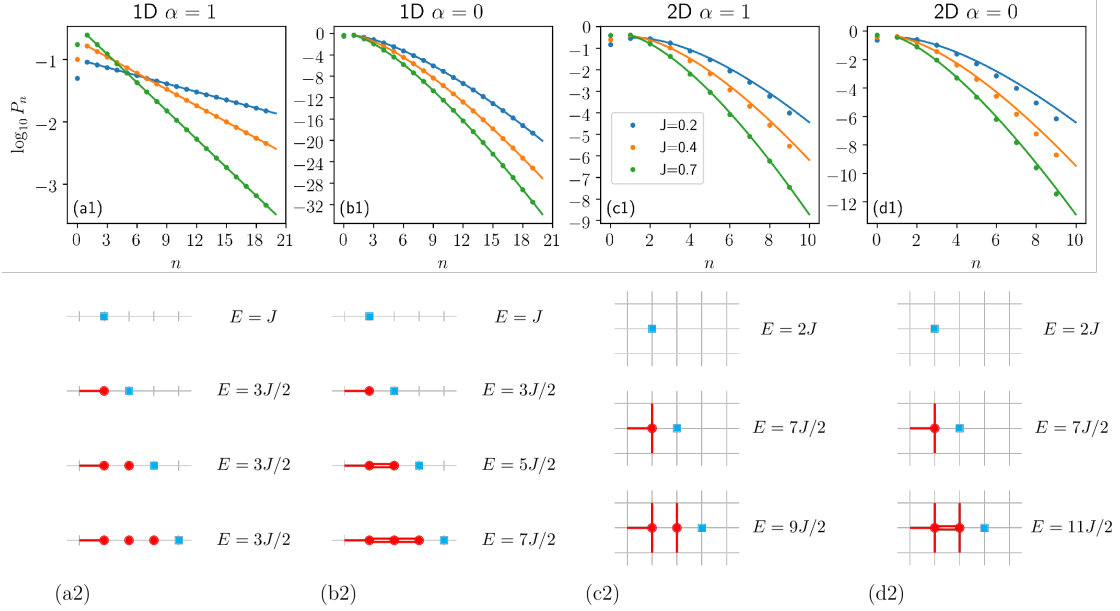 1D α = 1
1D α = 0
2D α = 1
2D α = 0
log₁₀ Pₙ
−1
−2
−3
0 3 6 9 12 15 18 21
n
(a1)
0
−4
−8
−12
−16
−20
−24
−28
−32
0 3 6 9 12 15 18 21
n
(b1)
0
−1
−2
−3
−4
−5
−6
−7
−8
−9
0 2 4 6 8 10
n
(c1)
J=0.2
J=0.4
J=0.7
0
−2
−4
−6
−8
−10
−12
0 2 4 6 8 10
n
(d1)
E = J
E = 3J/2
E = 3J/2
E = 3J/2
(a2)
E = J
E = 3J/2
E = 5J/2
E = 7J/2
(b2)
E = 2J
E = 7J/2
E = 9J/2
(c2)
E = 2J
E = 7J/2
E = 11J/2
(d2)